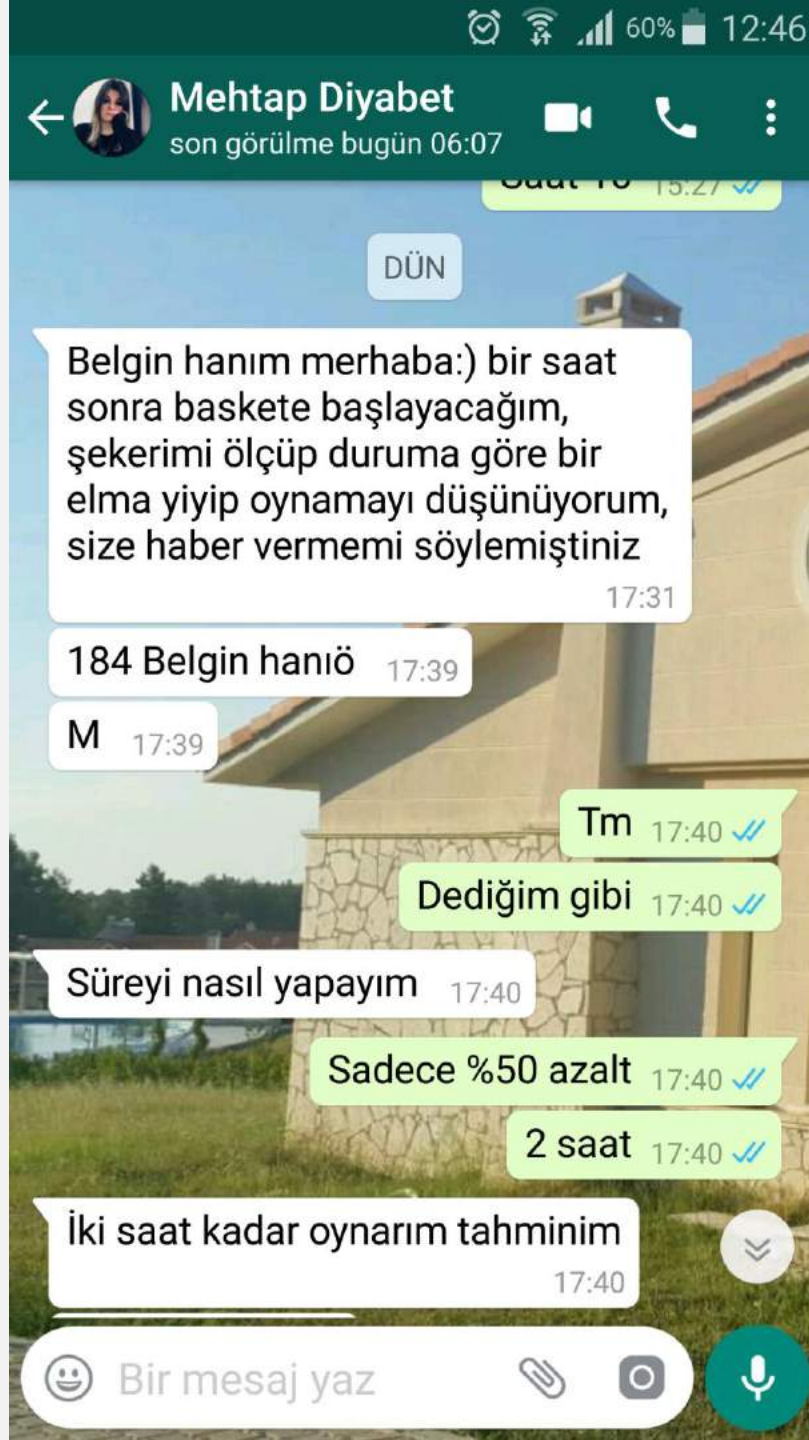 60% 12:46
Mehtap Diyabet
son görülme bugün 06:07
15:27
DÜN
Belgin hanım merhaba:) bir saat
sonra baskete başlayacağım,
şekerimi ölçüp duruma göre bir
elma yiyip oynamayı düşünüyorum,
size haber vermemi söylemiştiniz
17:31
184 Belgin hanıö 17:39
M 17:39
Tm 17:40
Dediğim gibi 17:40
Süreyi nasıl yapayım 17:40
Sadece %50 azalt 17:40
2 saat 17:40
İki saat kadar oynarım tahminim
17:40
Bir mesaj yaz